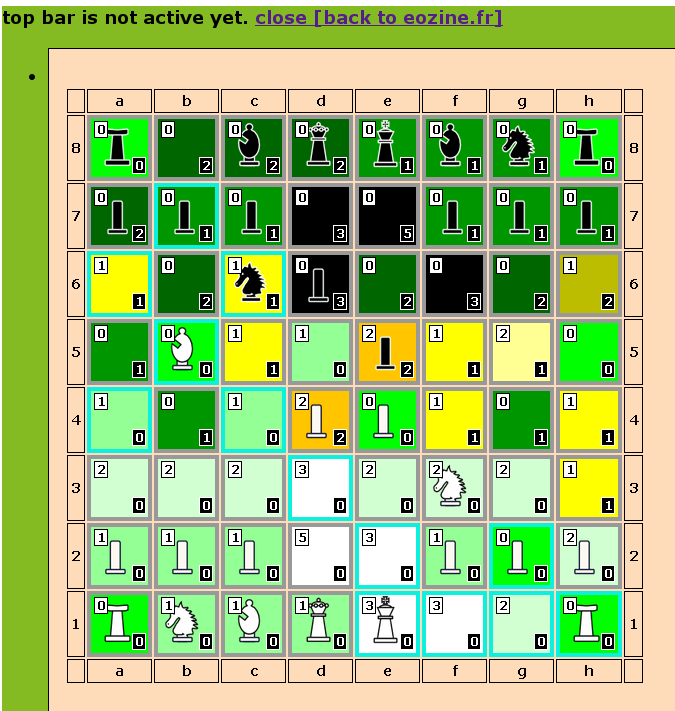 top bar is not active yet. close [back to eozine.fr]
a b c d e f g h
8 0 0 0 2 0 2 0 2 0 1 0 1 0 1 0 0 8
7 0 2 0 1 0 1 0 3 0 5 0 1 0 1 0 1 7
6 1 1 0 2 1 1 0 3 0 2 0 3 0 2 1 2 6
5 0 1 0 0 1 1 1 0 2 2 1 1 2 1 0 0 5
4 1 0 0 1 1 0 2 2 0 0 1 1 0 1 1 1 4
3 2 0 2 0 2 0 3 0 2 0 2 0 2 0 1 1 3
2 1 0 1 0 1 0 5 0 3 0 1 0 0 0 2 0 2
1 0 0 1 0 1 0 1 0 3 0 3 0 2 0 0 0 1
a b c d e f g h